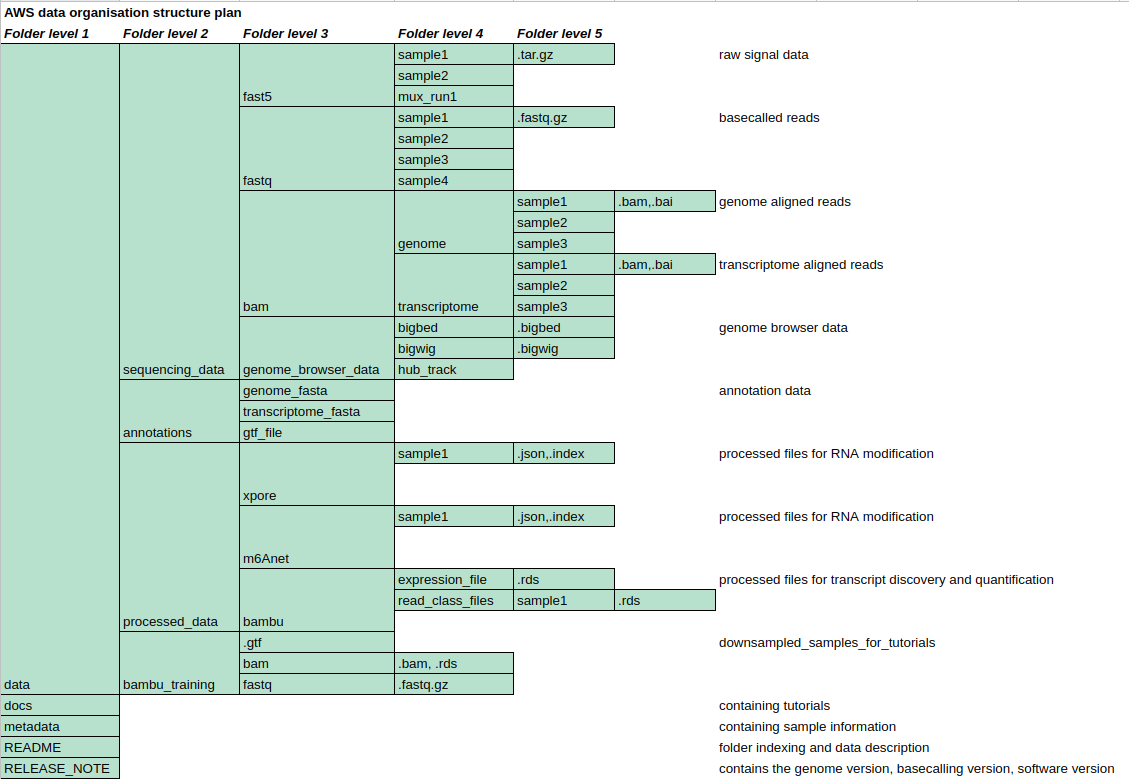 AWS data organisation structure plan
Folder level 1 Folder level 2 Folder level 3 Folder level 4 Folder level 5
sample1 .tar.gz raw signal data
sample2
fast5 mux_run1
sample1 .fastq.gz basecalled reads
sample2
sample3
fastq sample4
sample1 .bam,.bai genome aligned reads
sample2
genome sample3
sample1 .bam,.bai transcriptome aligned reads
sample2
bam transcriptome sample3
bigbed .bigbed genome browser data
bigwig .bigwig
sequencing_data genome_browser_data hub_track
genome_fasta annotation data
transcriptome_fasta
annotations gtf_file
sample1 .json,.index processed files for RNA modification
xpore
sample1 .json,.index processed files for RNA modification
m6Anet
expression_file .rds processed files for transcript discovery and quantification
read_class_files sample1 .rds
processed_data bambu
.gtf downsampled_samples_for_tutorials
bam .bam, .rds
data bambu_training fastq .fastq.gz
docs containing tutorials
metadata containing sample information
README folder indexing and data description
RELEASE_NOTE contains the genome version, basecalling version, software version